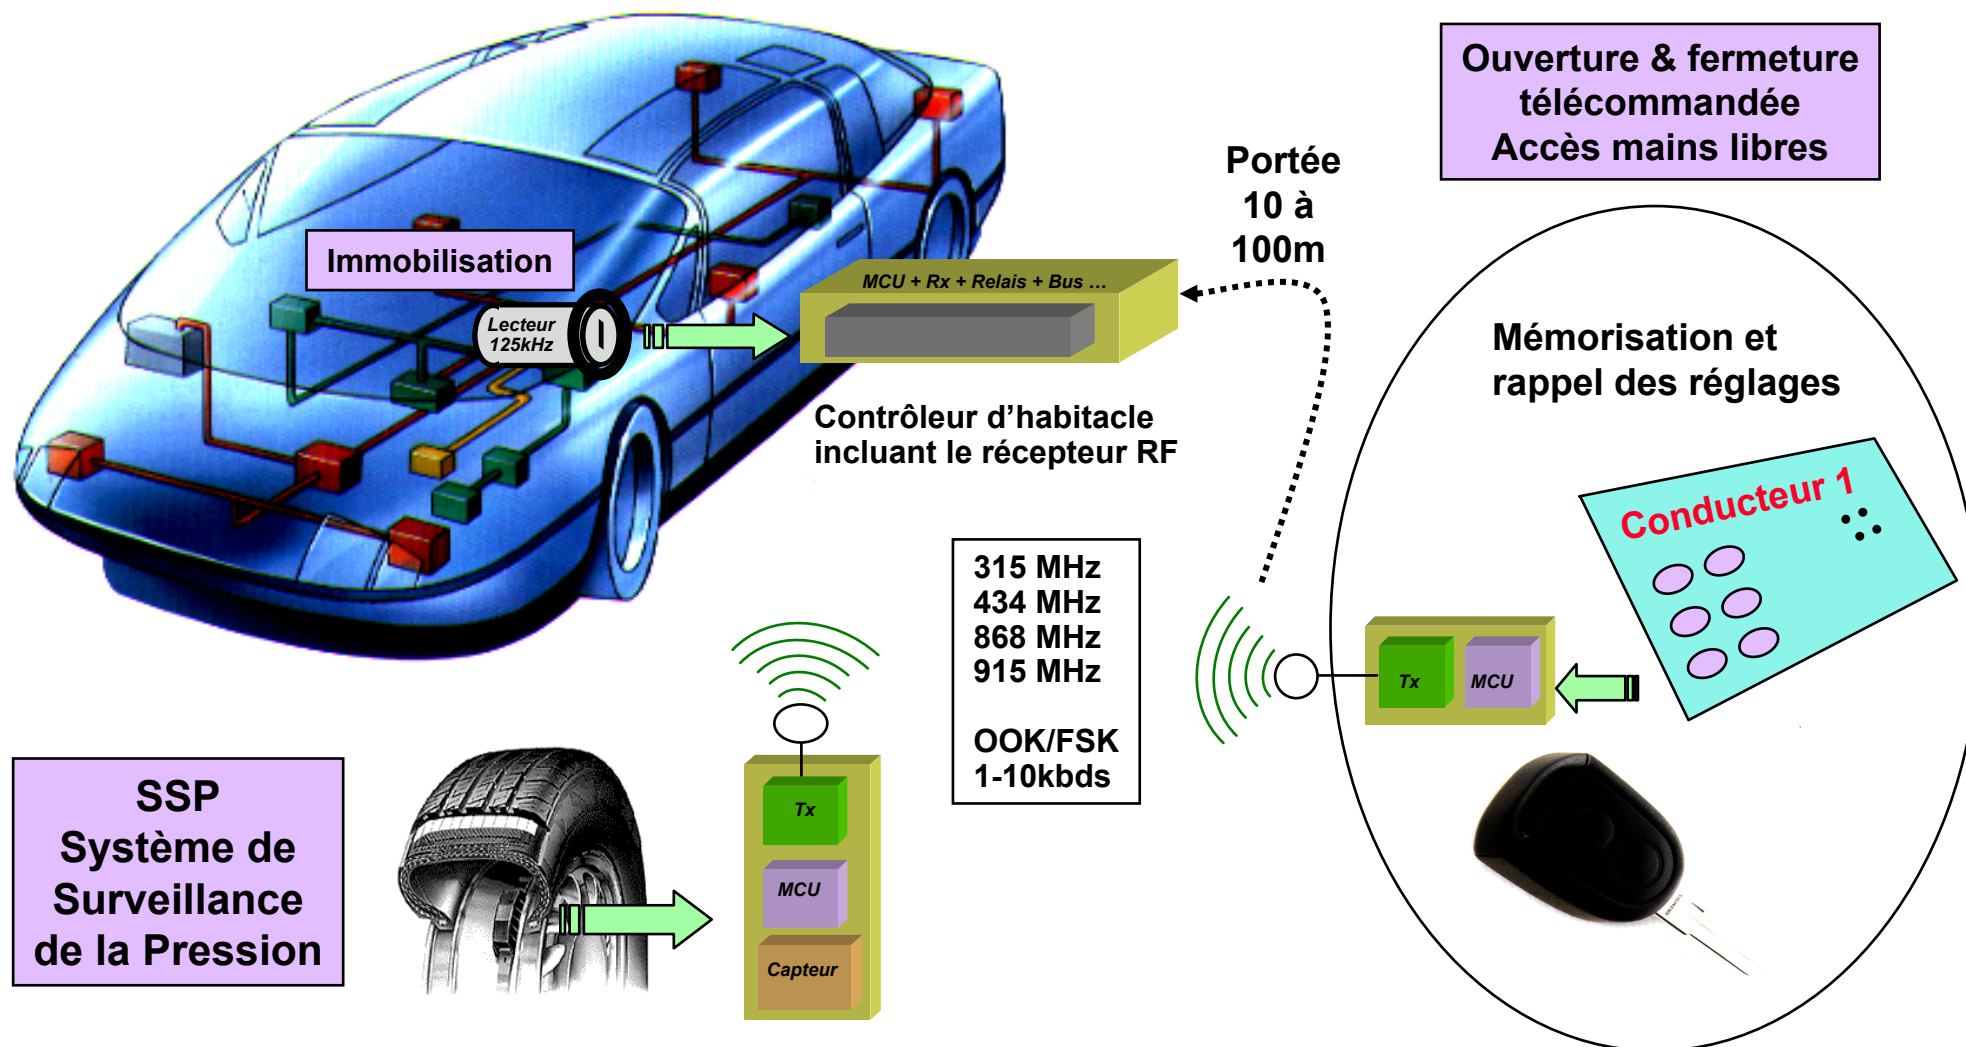 Ouverture & fermeture
télécommandée
Accès mains libres
Portée
10 à
100m
Immobilisation
MCU + Rx + Relais + Bus ...
Lecteur
125kHz
Mémorisation et
rappel des réglages
Contrôleur d’habitacle
incluant le récepteur RF
Conducteur 1
315 MHz
434 MHz
868 MHz
915 MHz
OOK/FSK
1-10kbds
Tx
MCU
SSP
Système de
Surveillance
de la Pression
Tx
MCU
Capteur